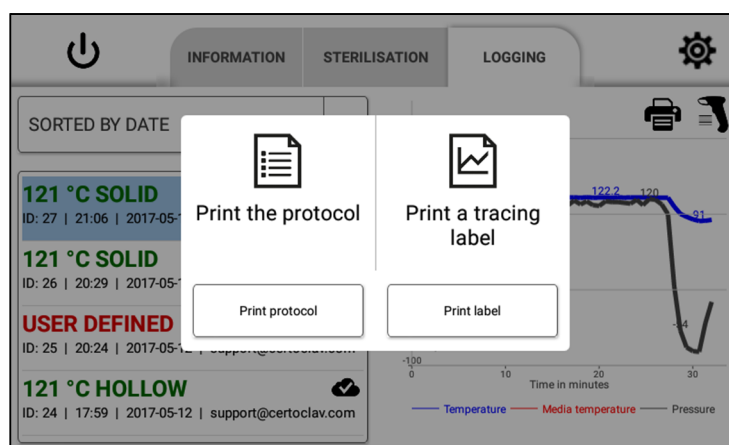 INFORMATION
STERILISATION
LOGGING
SORTED BY DATE
121 °C SOLID
ID: 27 | 21:06 | 2017-05-
121 °C SOLID
ID: 26 | 20:29 | 2017-05-
USER DEFINED
ID: 25 | 20:24 | 2017-05-12 | support@certoclav.com
121 °C HOLLOW
ID: 24 | 17:59 | 2017-05-12 | support@certoclav.com
Print the protocol
Print a tracing
label
Print protocol
Print label
122.2
120
91
-100
0
10
20
30
Time in minutes
Temperature
Media temperature
Pressure